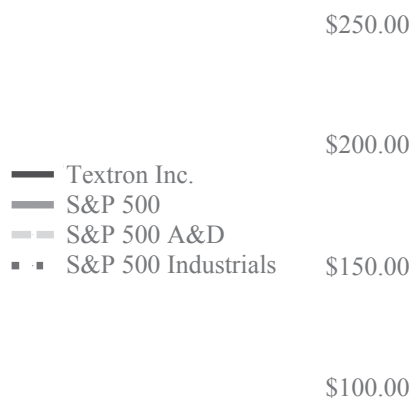 $250.00
$200.00
Textron Inc.
S&P 500
S&P 500 A&D
S&P 500 Industrials
$150.00
$100.00